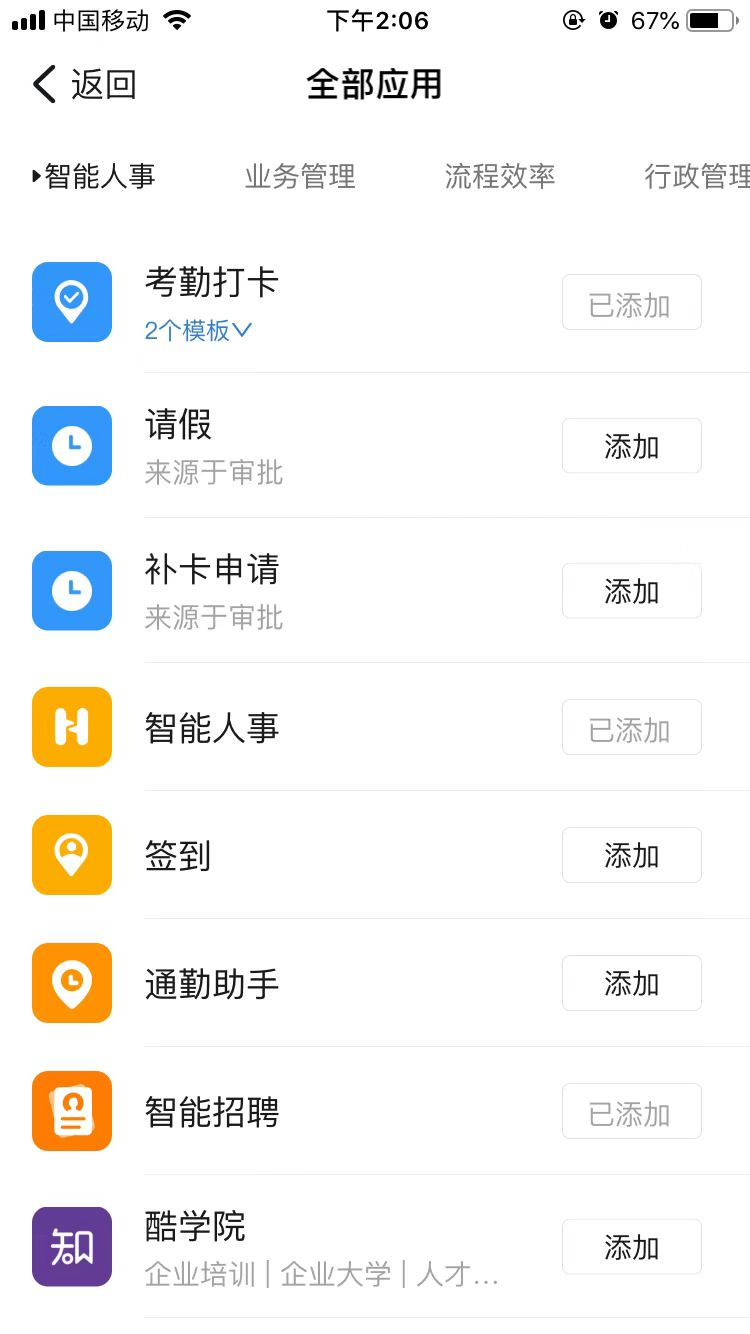 中国移动 下午2:06 67%
返回 全部应用
智能人事 业务管理 流程效率 行政管理
考勤打卡
2个模板
已添加
请假
来源于审批
添加
补卡申请
来源于审批
添加
智能人事
已添加
签到
添加
通勤助手
添加
智能招聘
已添加
知
酷学院
企业培训 | 企业大学 | 人才...
添加